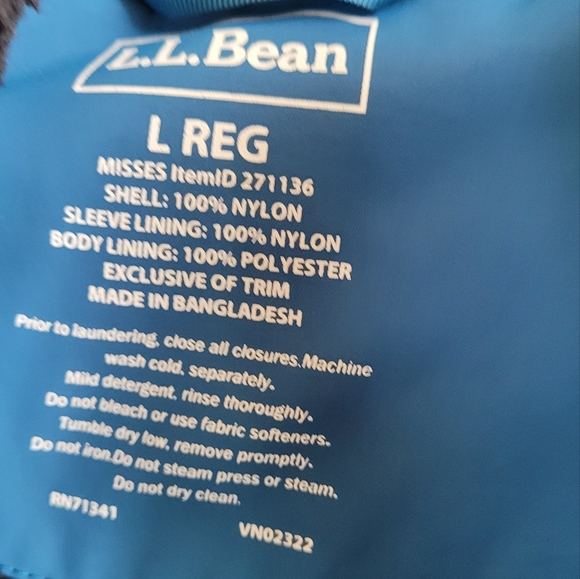 L.L.Bean
L REG
MISSES ItemID 271136
SHELL: 100% NYLON
SLEEVE LINING: 100% NYLON
BODY LINING: 100% POLYESTER
EXCLUSIVE OF TRIM
MADE IN BANGLADESH
Prior to laundering, close all closures.Machine
wash cold, separately.
Mild detergent, rinse thoroughly.
Do not bleach or use fabric softeners.
Tumble dry low, remove promptly.
Do not iron.Do not steam press or steam.
Do not dry clean.
RN71341
VN02322